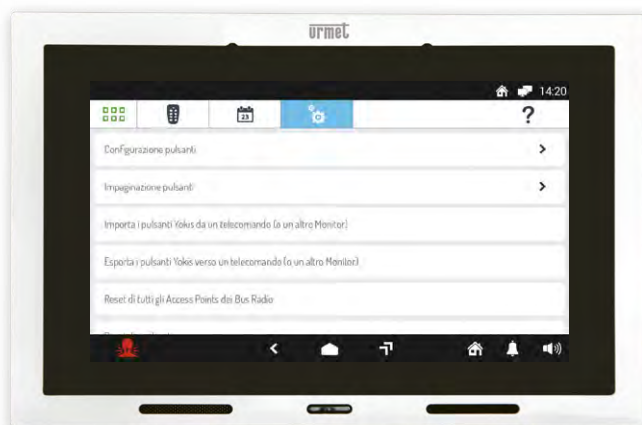 urmet
14:20
23
?
Configurazione pulsanti
Impaginazione pulsanti
Importa i pulsanti Yokis da un telecomando (o un altro Monitor)
Esporta i pulsanti Yokis verso un telecomando (o un altro Monitor)
Reset di tutti gli Access Points dei Bus Radio